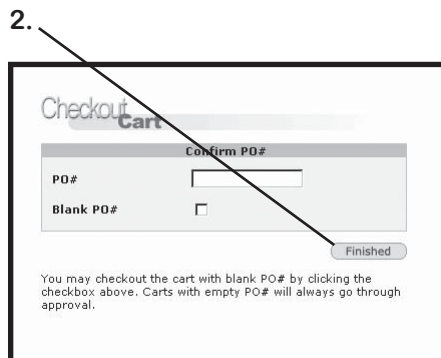 2.
Checkout
Cart
Confirm PO#
PO#
Blank PO#
Finished
You may checkout the cart with blank PO# by clicking the
checkbox above. Carts with empty PO# will always go through
approval.